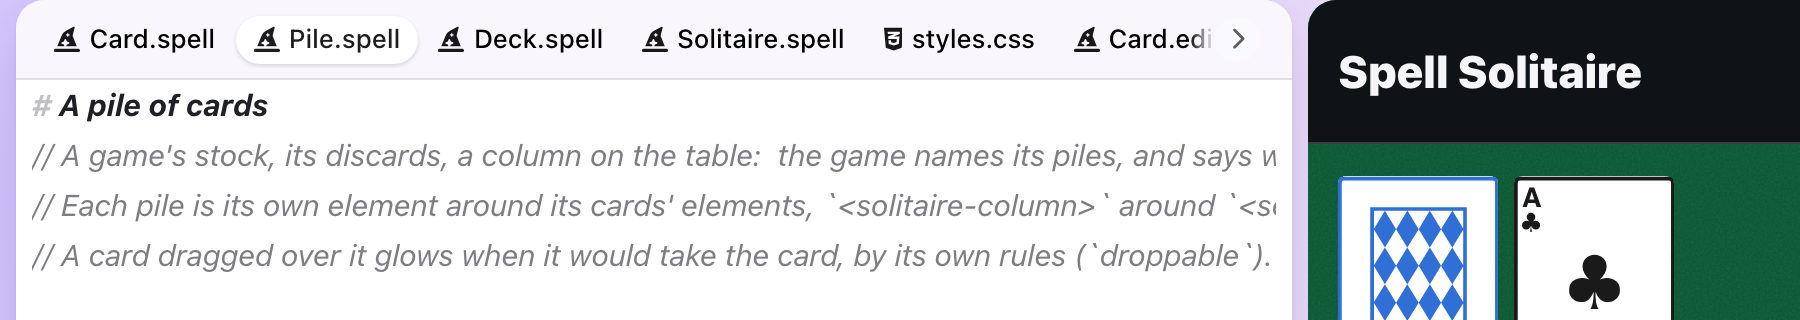 Card.spell Pile.spell Deck.spell Solitaire.spell styles.css Card.edi
# A pile of cards
// A game's stock, its discards, a column on the table:  the game names its piles, and says
// Each pile is its own element around its cards' elements, `<solitaire-column>` around `<so
// A card dragged over it glows when it would take the card, by its own rules (`droppable`).
Spell Solitaire
A